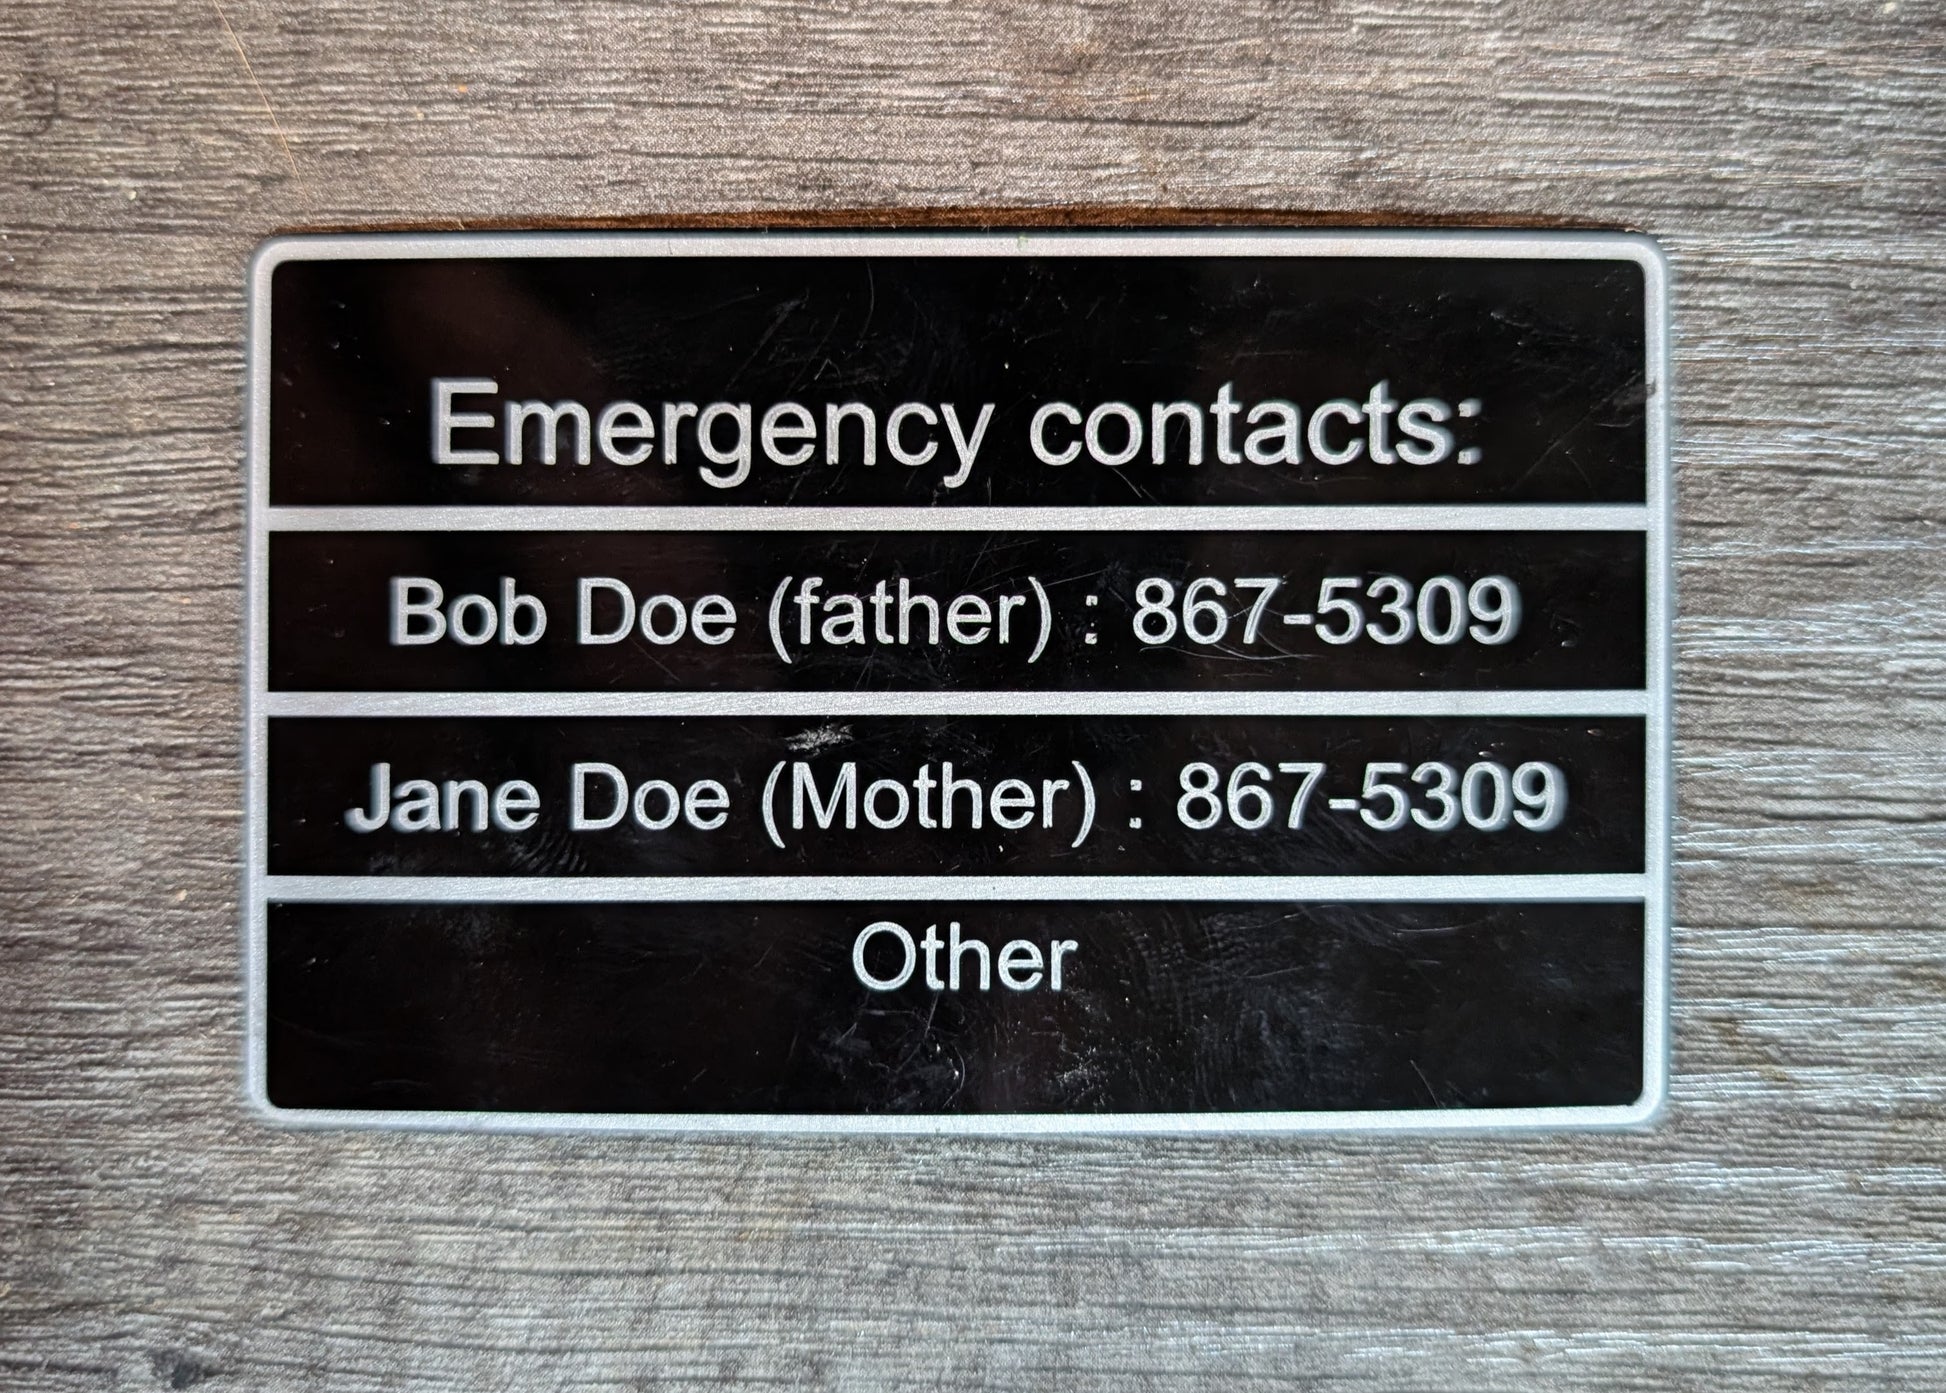 Emergency contacts:
Bob Doe (father) : 867-5309
Jane Doe (Mother) : 867-5309
Other